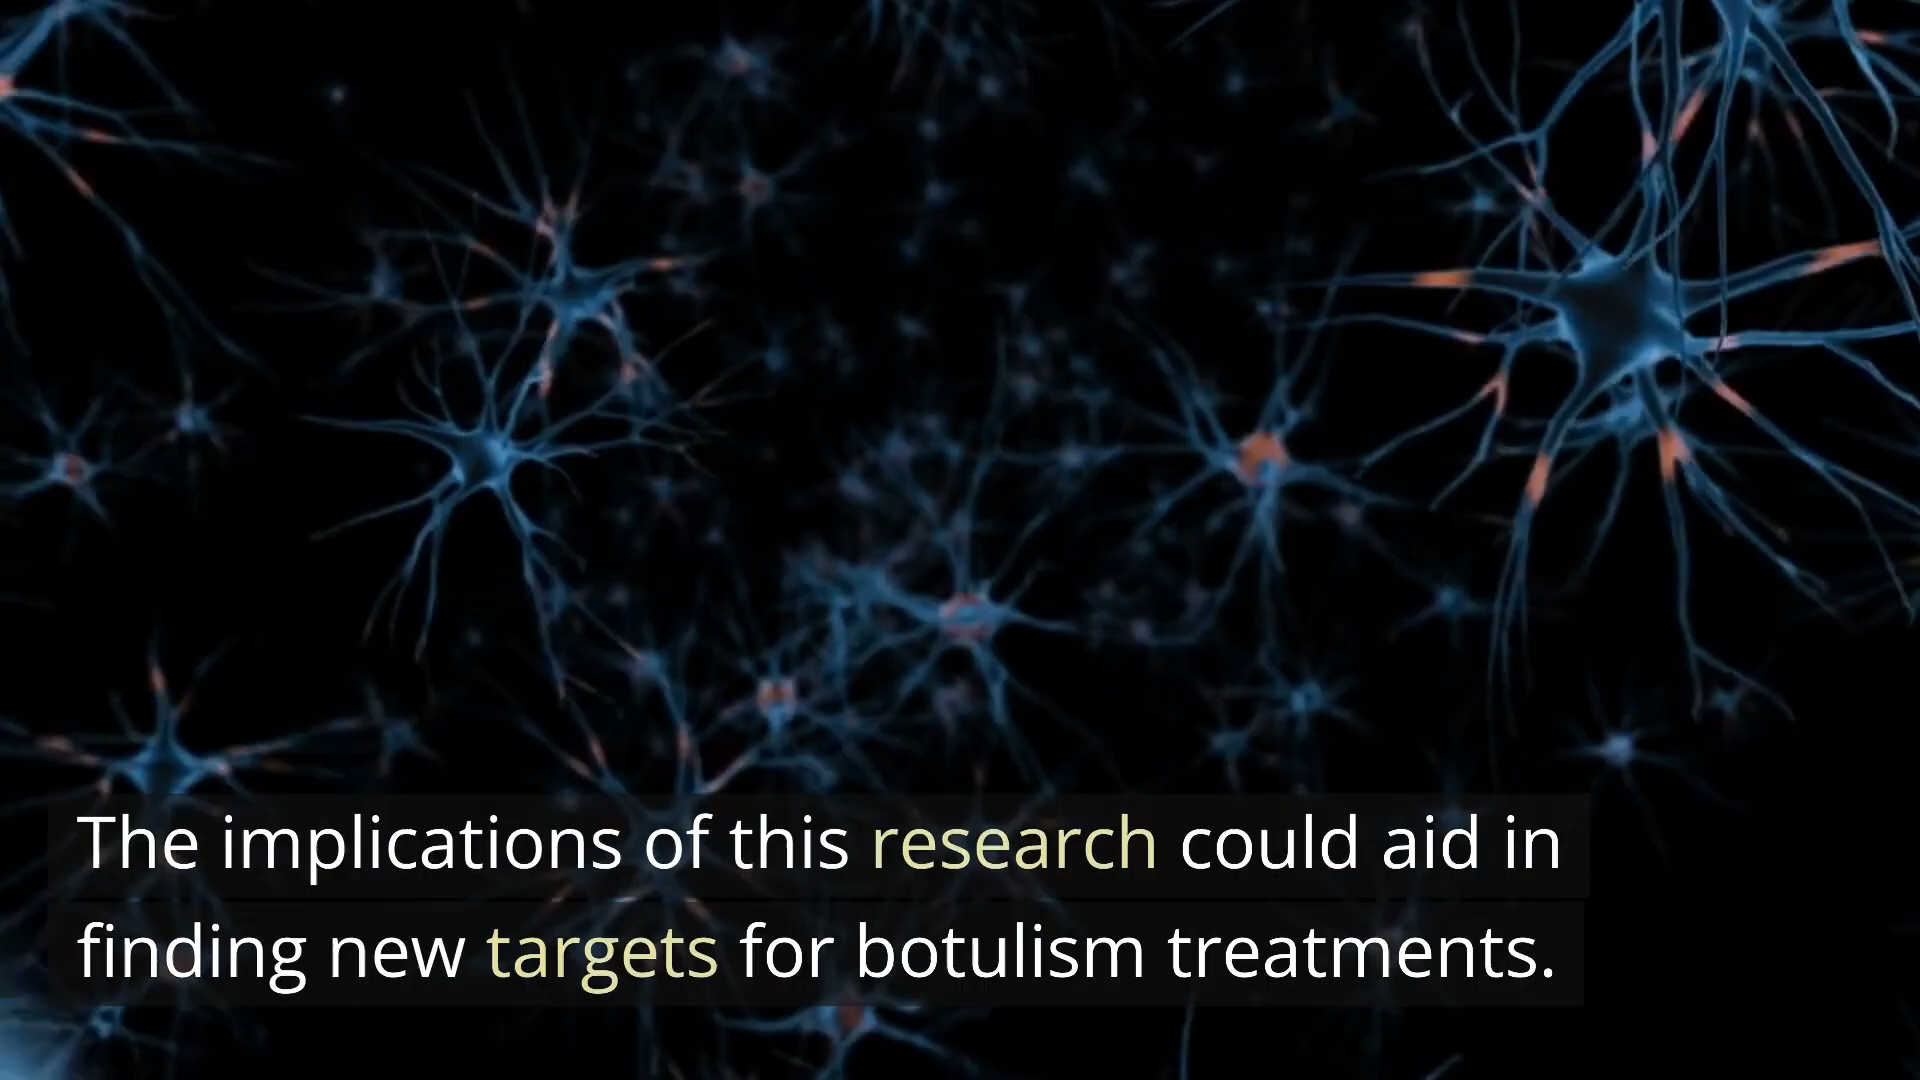 The implications of this research could aid in
finding new targets for botulism treatments.